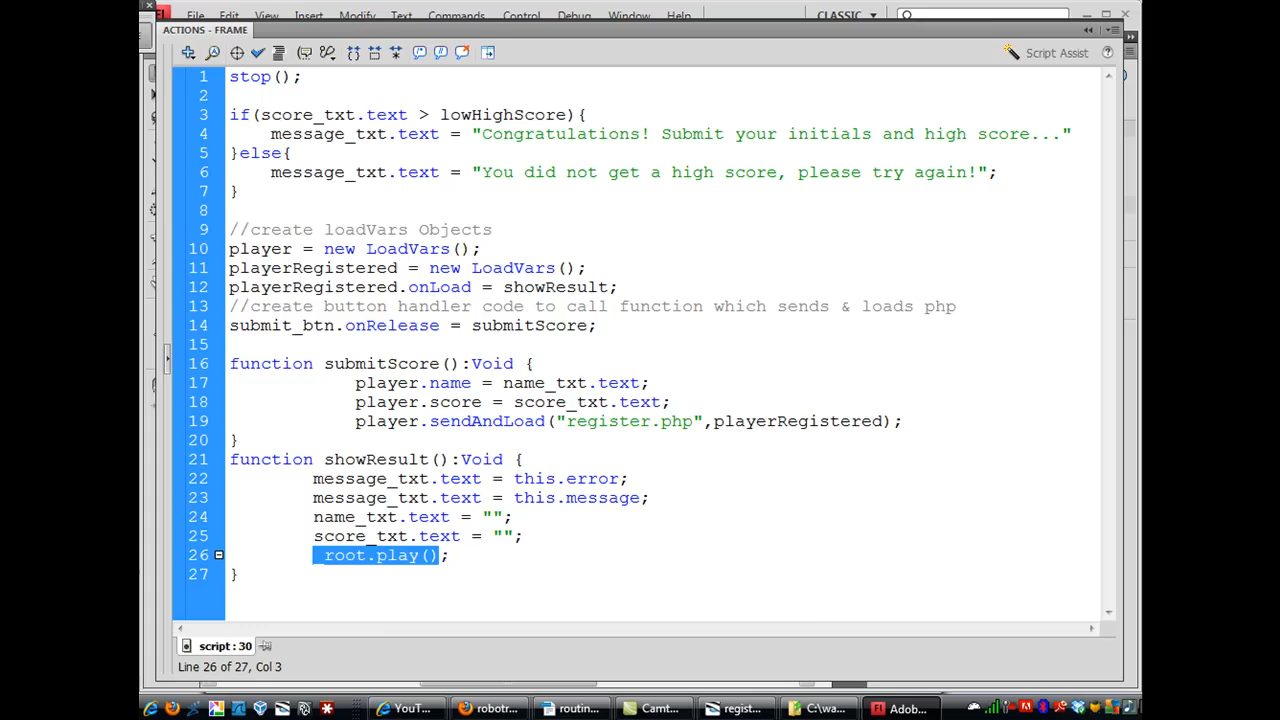 File Edit View Insert Modify Text Commands Control Debug Window Help CLASSIC
ACTIONS - FRAME
Script Assist
1 stop();
2
3 if(score_txt.text > lowHighScore){
4 message_txt.text = "Congratulations! Submit your initials and high score..."
5 }else{
6 message_txt.text = "You did not get a high score, please try again!";
7 }
8
9 //create loadVars Objects
10 player = new LoadVars();
11 playerRegistered = new LoadVars();
12 playerRegistered.onLoad = showResult;
13 //create button handler code to call function which sends & loads php
14 submit_btn.onRelease = submitScore;
15
16 function submitScore():Void {
17 player.name = name_txt.text;
18 player.score = score_txt.text;
19 player.sendAndLoad("register.php",playerRegistered);
20 }
21 function showResult():Void {
22 message_txt.text = this.error;
23 message_txt.text = this.message;
24 name_txt.text = "";
25 score_txt.text = "";
26 _root.play();
27 }
script : 30
Line 26 of 27, Col 3
YouT... robotr... routin... Camt... regist... C:\wa... Adob...